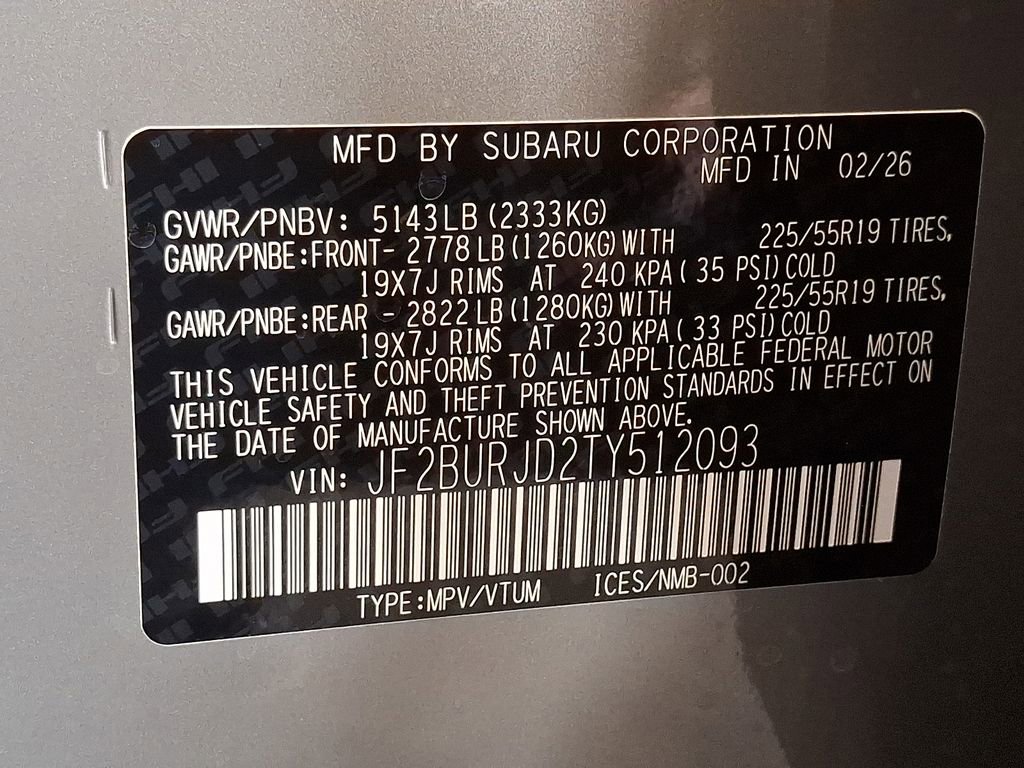 MFD BY SUBARU CORPORATION
MFD IN 02/26
GVWR/PNBV: 5143LB(2333KG)
GAWR/PNBE:FRONT- 2778 LB(1260KG)WITH 225/55R19 TIRES,
19X7J RIMS AT 240 KPA( 35 PSI)COLD
GAWR/PNBE:REAR - 2822 LB(1280KG)WITH 225/55R19 TIRES,
19X7J RIMS AT 230 KPA( 33 PSI)COLD
THIS VEHICLE CONFORMS TO ALL APPLICABLE FEDERAL MOTOR
VEHICLE SAFETY AND THEFT PREVENTION STANDARDS IN EFFECT ON
THE DATE OF MANUFACTURE SHOWN ABOVE.
VIN: JF2BURJD2TY512093
TYPE:MPV/VTUM ICES/NMB-002